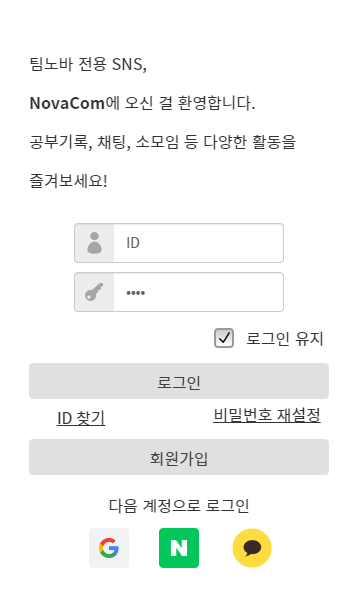 팀노바 전용 SNS,
NovaCom에 오신 걸 환영합니다.
공부기록, 채팅, 소모임 등 다양한 활동을
즐겨보세요!
ID
••••
로그인 유지
로그인
ID 찾기 비밀번호 재설정
회원가입
다음 계정으로 로그인
G N